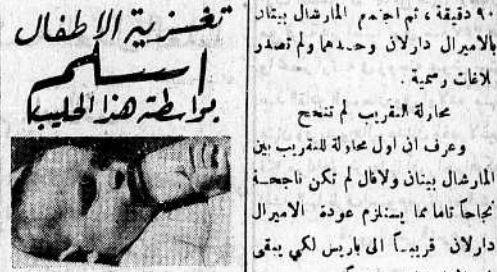 ٩٠ دقيقة، ثم اجتمع المارشال بيتان
بالاميرال دارلان وحدهما ولم تصدر
بلاغات رسمية.
محاولة التقريب لم تنجح
وعرف ان اول محاولة للتقريب بين
المارشال بيتان ولافال لم تكن ناجحة
نجاحاً تاما مما يستلزم عودة الاميرال
دارلان قريباً الى باريس لكي يبقى
تغذية الاطفال
اسلم
بواسطة هذا الحليب